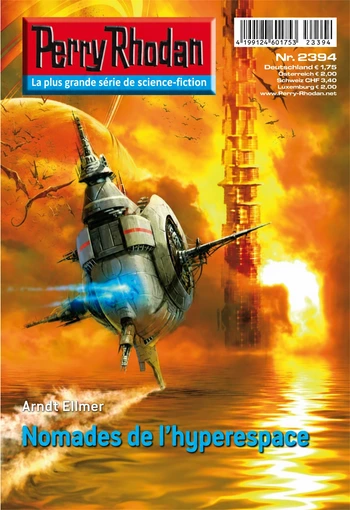 Perry Rhodan
La plus grande série de science-fiction
4 199124 601753 23394
Nr. 2394
Deutschland € 1,75
Österreich € 2,00
Schweiz CHF 3,40
Luxemburg € 2,00
www.Perry-Rhodan.net
Arndt Ellmer
Nomades de l'hyperespace